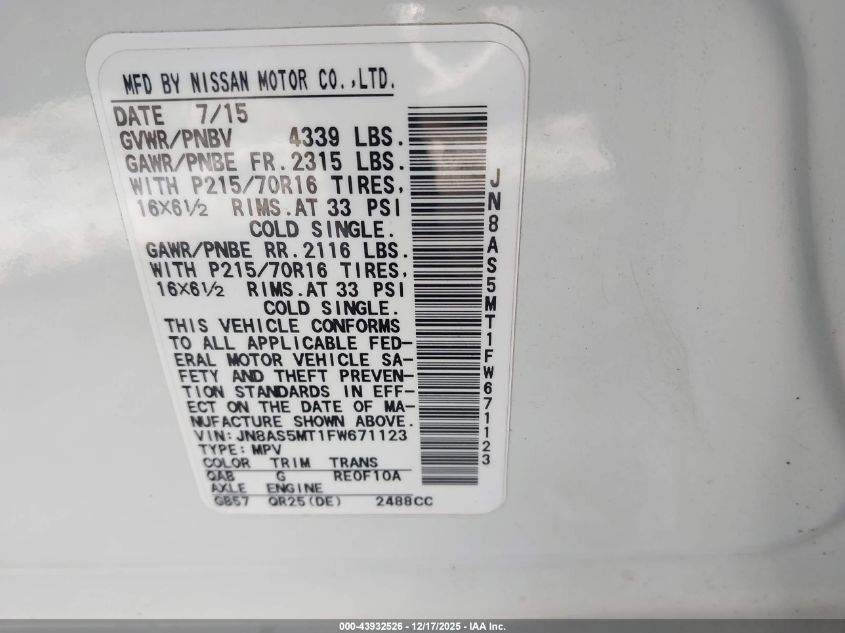 MFD BY NISSAN MOTOR CO.,LTD.
DATE 7/15
GVWR/PNBV 4339 LBS.
GAWR/PNBE FR.2315 LBS.
WITH P215/70R16 TIRES,
16X6½ RIMS.AT 33 PSI
COLD SINGLE.
GAWR/PNBE RR.2116 LBS.
WITH P215/70R16 TIRES,
16X6½ RIMS.AT 33 PSI
COLD SINGLE.
THIS VEHICLE CONFORMS
TO ALL APPLICABLE FED-
ERAL MOTOR VEHICLE SA-
FETY AND THEFT PREVEN-
TION STANDARDS IN EFF-
ECT ON THE DATE OF MA-
NUFACTURE SHOWN ABOVE.
VIN:JN8AS5MT1FW671123
TYPE:MPV
COLOR TRIM TRANS
QAB G RE0F10A
AXLE ENGINE
GB57 QR25(DE) 2488CC
JN8AS5MT1FW671123
000-43932526 - 12/17/2025 - IAA Inc.